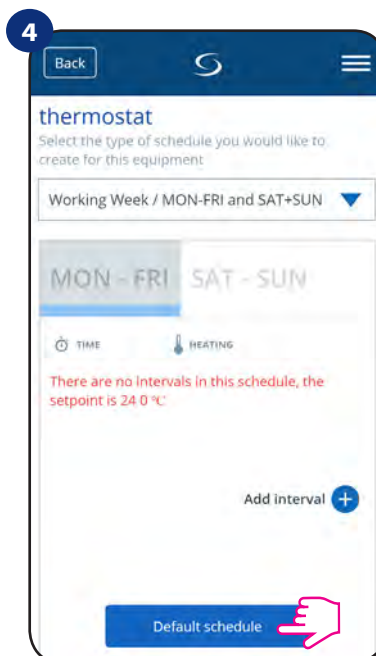 4
Back
thermostat
Select the type of schedule you would like to
create for this equipment
Working Week / MON-FRI and SAT+SUN
MON - FRI SAT - SUN
TIME HEATING
There are no intervals in this schedule, the
setpoint is 24 0 °C
Add interval
Default schedule